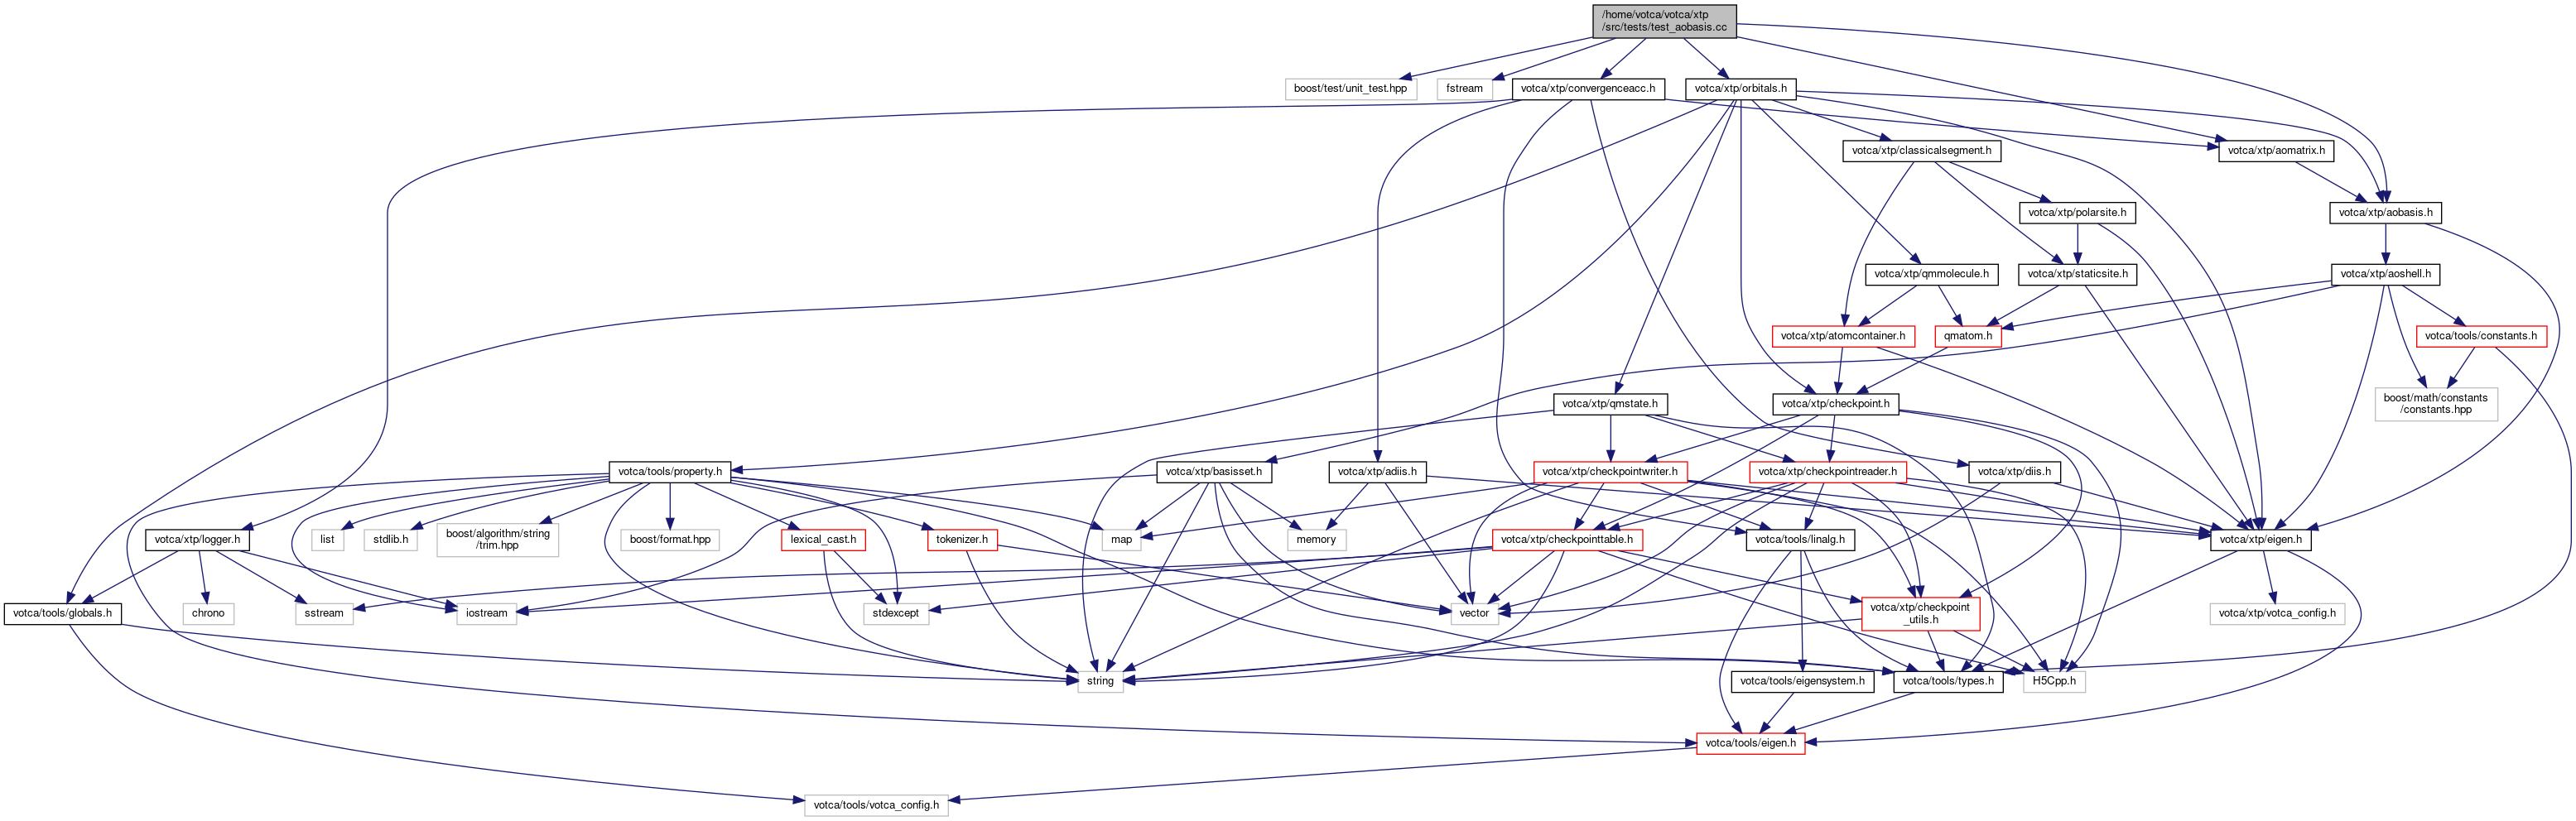 /home/votca/votca/xtp
/src/tests/test_aobasis.cc
boost/test/unit_test.hpp
fstream
votca/xtp/convergenceacc.h
votca/xtp/orbitals.h
votca/xtp/classicalsegment.h
votca/xtp/aomatrix.h
votca/xtp/polarsite.h
votca/xtp/aobasis.h
votca/xtp/qmmolecule.h
votca/xtp/staticsite.h
votca/xtp/aoshell.h
votca/xtp/atomcontainer.h
qmatom.h
votca/tools/constants.h
votca/xtp/qmstate.h
votca/xtp/checkpoint.h
boost/math/constants
/constants.hpp
votca/tools/property.h
votca/xtp/basisset.h
votca/xtp/adiis.h
votca/xtp/checkpointwriter.h
votca/xtp/checkpointreader.h
votca/xtp/diis.h
votca/xtp/logger.h
list
stdlib.h
boost/algorithm/string
/trim.hpp
boost/format.hpp
lexical_cast.h
tokenizer.h
map
memory
votca/xtp/checkpointtable.h
votca/tools/linalg.h
votca/xtp/eigen.h
votca/tools/globals.h
chrono
sstream
iostream
stdexcept
vector
votca/xtp/checkpoint
_utils.h
votca/xtp/votca_config.h
string
votca/tools/eigensystem.h
votca/tools/types.h
H5Cpp.h
votca/tools/eigen.h
votca/tools/votca_config.h